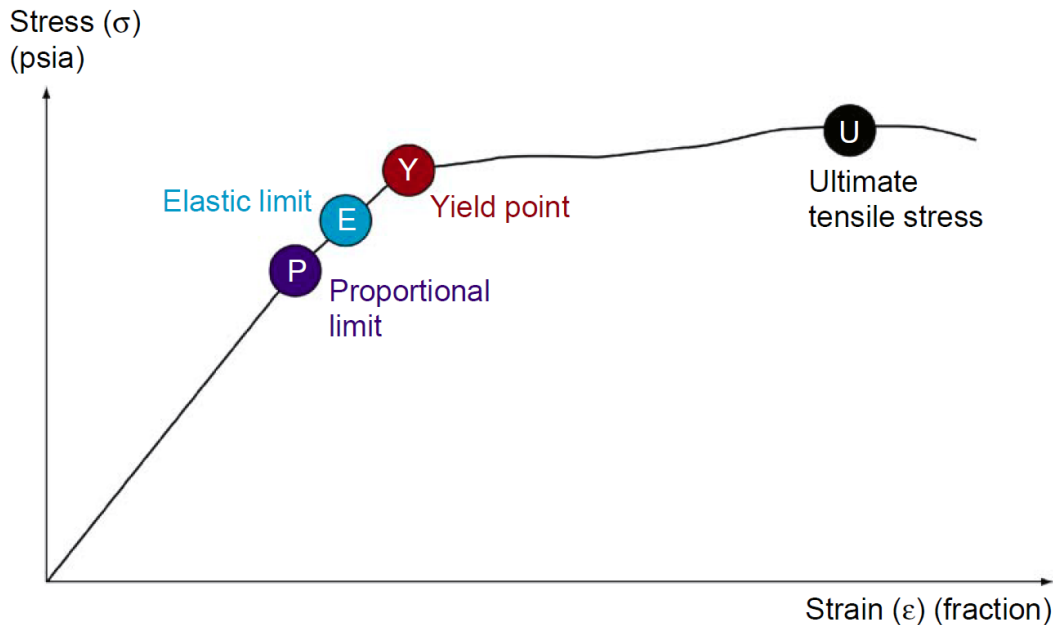 Stress (σ)
(psia)
U
Y
Elastic limit
E
Yield point
Ultimate
tensile stress
P
Proportional
limit
Strain (ε) (fraction)